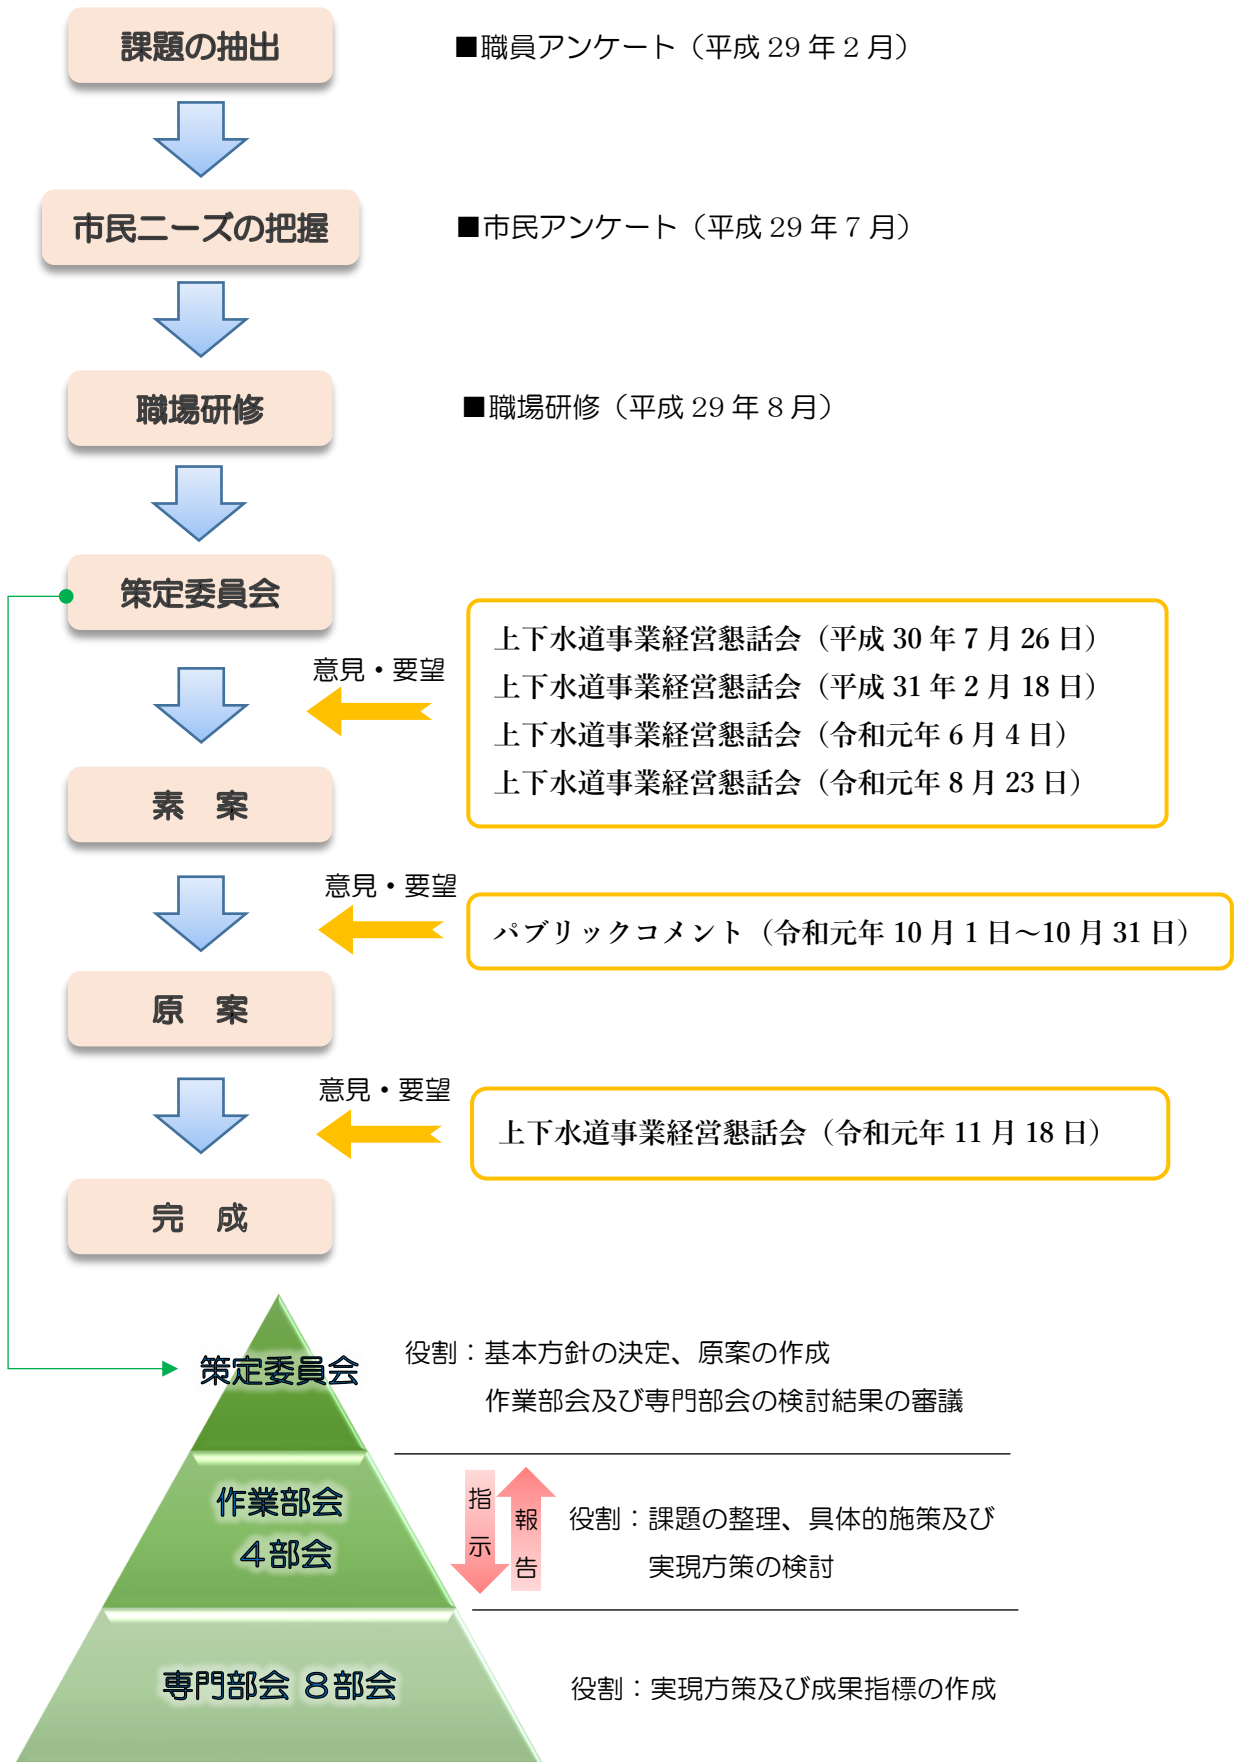 課題の抽出
■職員アンケート（平成 29 年 2 月）
市民ニーズの把握
■市民アンケート（平成 29 年 7 月）
職場研修
■職場研修（平成 29 年 8 月）
策定委員会
意見・要望
上下水道事業経営懇話会（平成 30 年 7 月 26 日）
上下水道事業経営懇話会（平成 31 年 2 月 18 日）
上下水道事業経営懇話会（令和元年 6 月 4 日）
上下水道事業経営懇話会（令和元年 8 月 23 日）
素　案
意見・要望
パブリックコメント（令和元年 10 月 1 日～10 月 31 日）
原　案
意見・要望
上下水道事業経営懇話会（令和元年 11 月 18 日）
完　成
策定委員会
役割：基本方針の決定、原案の作成
作業部会及び専門部会の検討結果の審議
作業部会
４部会
指示
報告
役割：課題の整理、具体的施策及び
実現方策の検討
専門部会 ８部会
役割：実現方策及び成果指標の作成